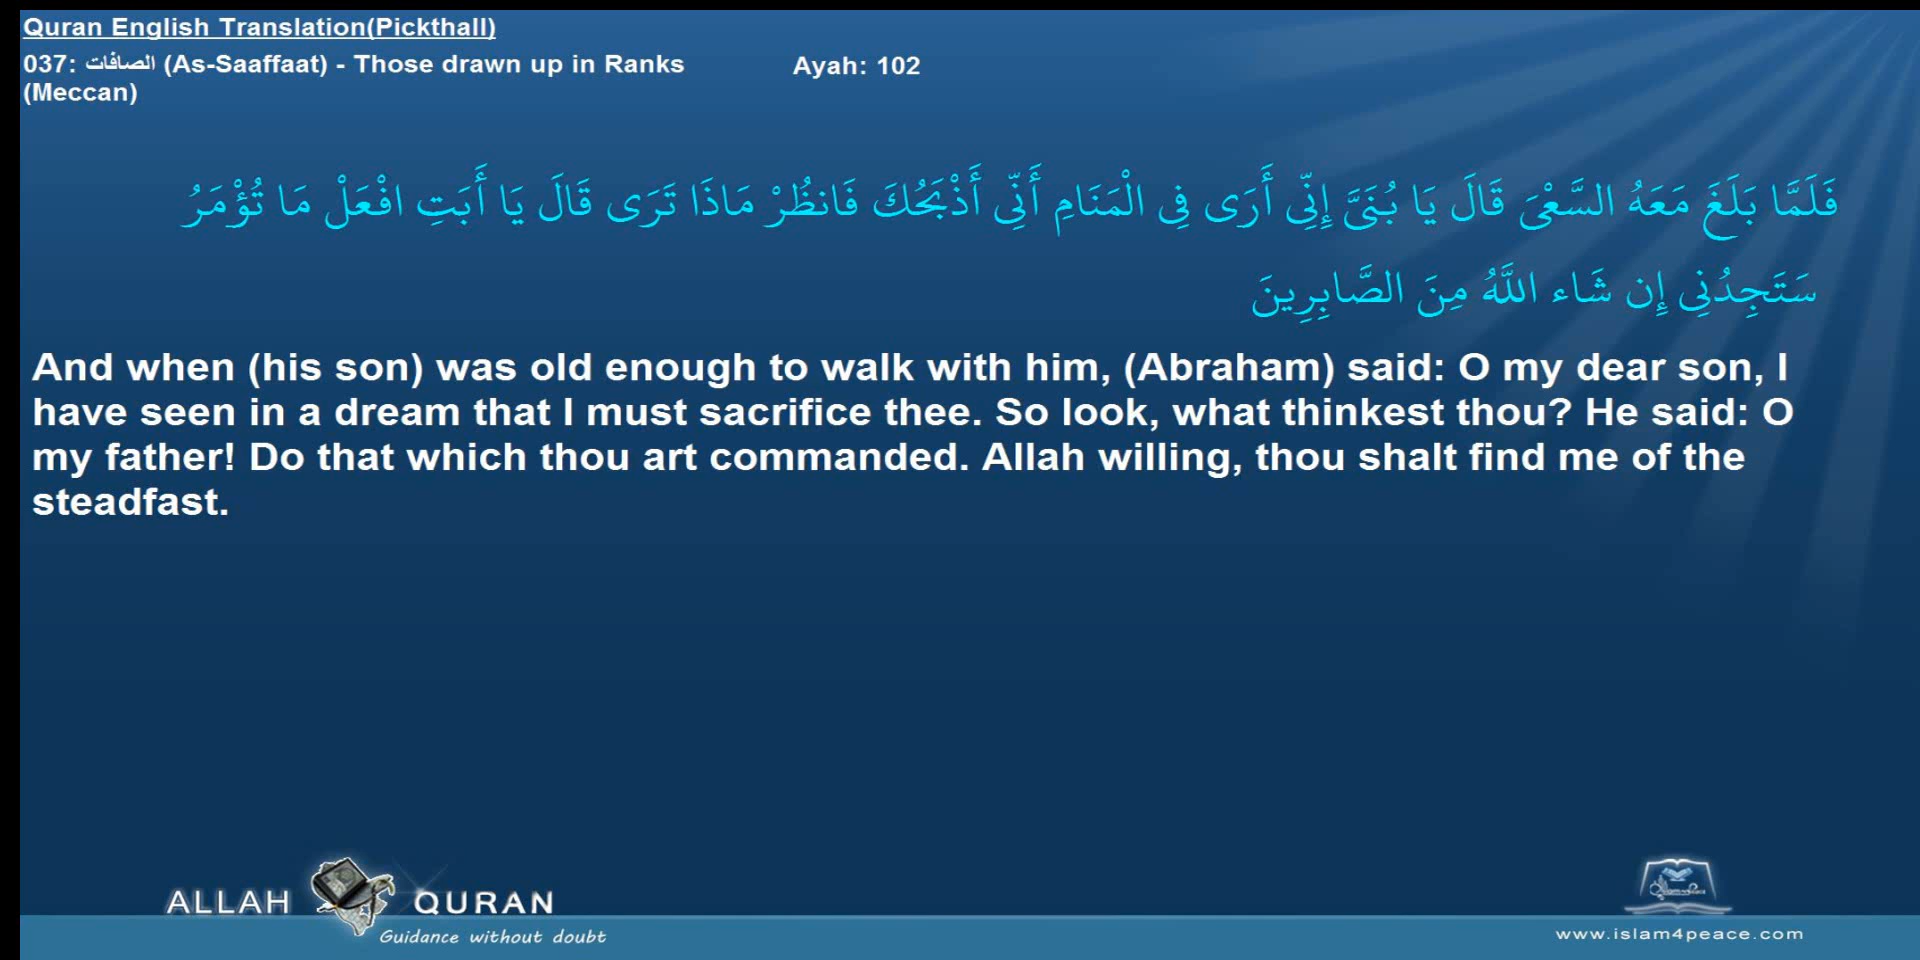 Quran English Translation(Pickthall)
037: الصافات (As-Saaffaat) - Those drawn up in Ranks
(Meccan)
Ayah: 102
فَلَمَّا بَلَغَ مَعَهُ السَّعْىَ قَالَ يَا بُنَىَّ إِنِّى أَرَى فِى الْمَنَامِ أَنِّى أَذْبَحُكَ فَانظُرْ مَاذَا تَرَى قَالَ يَا أَبَتِ افْعَلْ مَا تُؤْمَرُ
سَتَجِدُنِى إِن شَاء اللَّهُ مِنَ الصَّابِرِينَ
And when (his son) was old enough to walk with him, (Abraham) said: O my dear son, I
have seen in a dream that I must sacrifice thee. So look, what thinkest thou? He said: O
my father! Do that which thou art commanded. Allah willing, thou shalt find me of the
steadfast.
ALLAH QURAN
Guidance without doubt
www.islam4peace.com